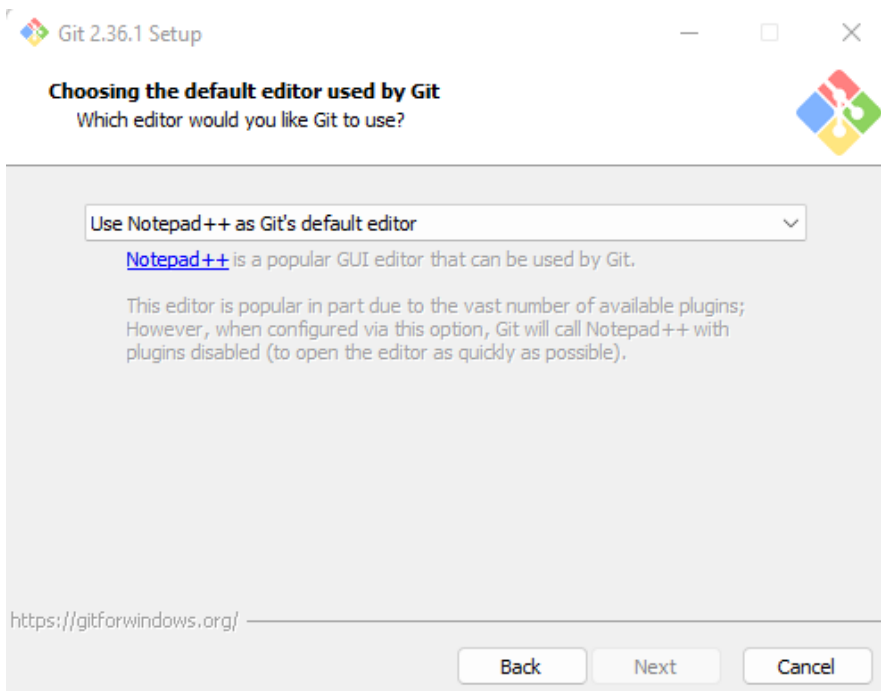 Git 2.36.1 Setup
Choosing the default editor used by Git
Which editor would you like Git to use?
Use Notepad++ as Git's default editor
Notepad++ is a popular GUI editor that can be used by Git.
This editor is popular in part due to the vast number of available plugins;
However, when configured via this option, Git will call Notepad++ with
plugins disabled (to open the editor as quickly as possible).
https://gitforwindows.org/
Back Next Cancel